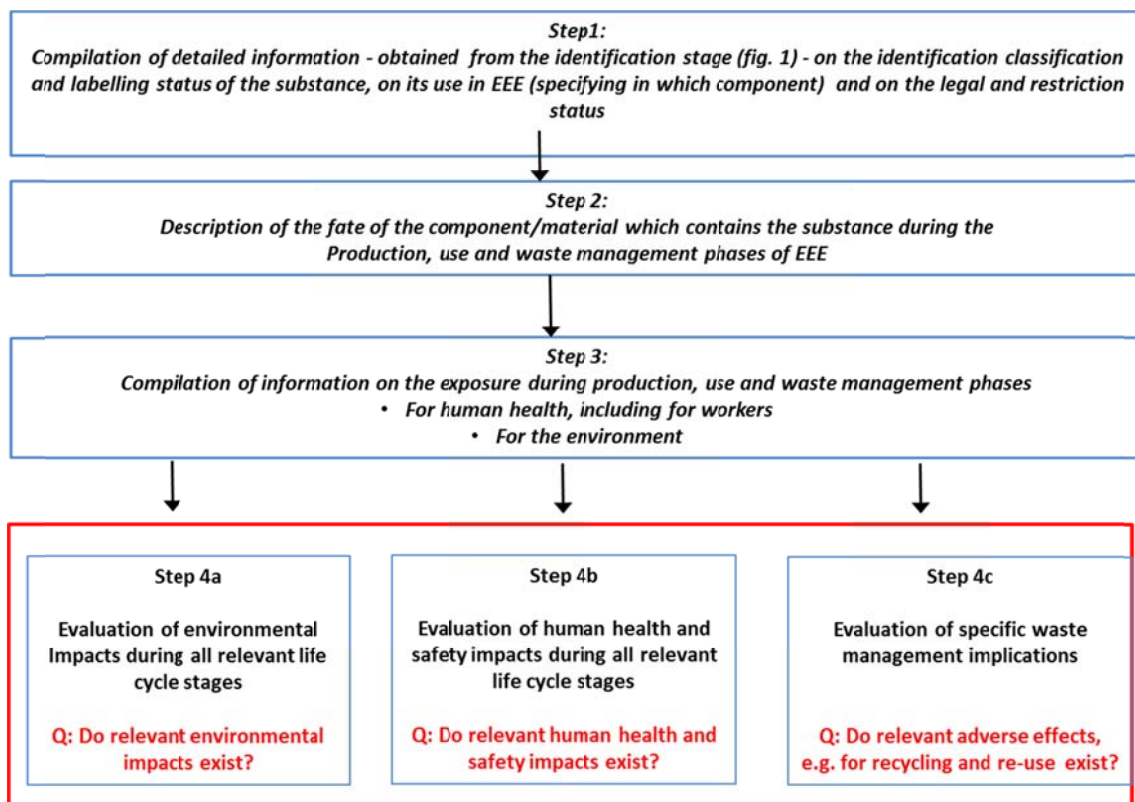 Step1:
Compilation of detailed information - obtained from the identification stage (fig. 1) - on the identification classification
and labelling status of the substance, on its use in EEE (specifying in which component) and on the legal and restriction
status
Step 2:
Description of the fate of the component/material which contains the substance during the
Production, use and waste management phases of EEE
Step 3:
Compilation of information on the exposure during production, use and waste management phases
• For human health, including for workers
• For the environment
Step 4a
Evaluation of environmental
Impacts during all relevant life
cycle stages
Q: Do relevant environmental
impacts exist?
Step 4b
Evaluation of human health and
safety impacts during all relevant
life cycle stages
Q: Do relevant human health and
safety impacts exist?
Step 4c
Evaluation of specific waste
management implications
Q: Do relevant adverse effects,
e.g. for recycling and re-use exist?